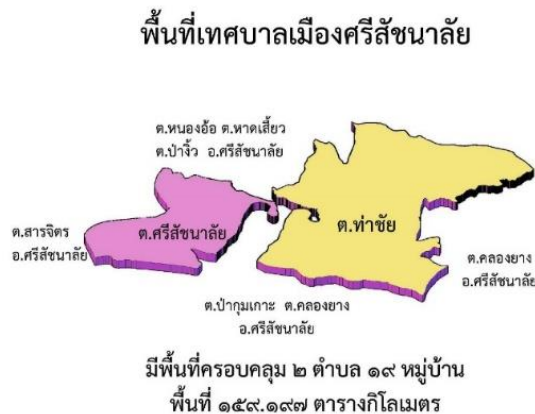 พื้นที่เทศบาลเมืองศรีสัชนาลัย
ต.หนองอ้อ ต.หาดเสี้ยว
ต.ป่างิ้ว อ.ศรีสัชนาลัย
ต.สารจิตร
อ.ศรีสัชนาลัย
ต.ศรีสัชนาลัย
ต.ท่าชัย
ต.คลองยาง
อ.ศรีสัชนาลัย
ต.ป่ากุมเกาะ ต.คลองยาง
อ.ศรีสัชนาลัย
มีพื้นที่ครอบคลุม ๒ ตำบล ๑๙ หมู่บ้าน
พื้นที่ ๑๕๙.๑๙๗ ตารางกิโลเมตร